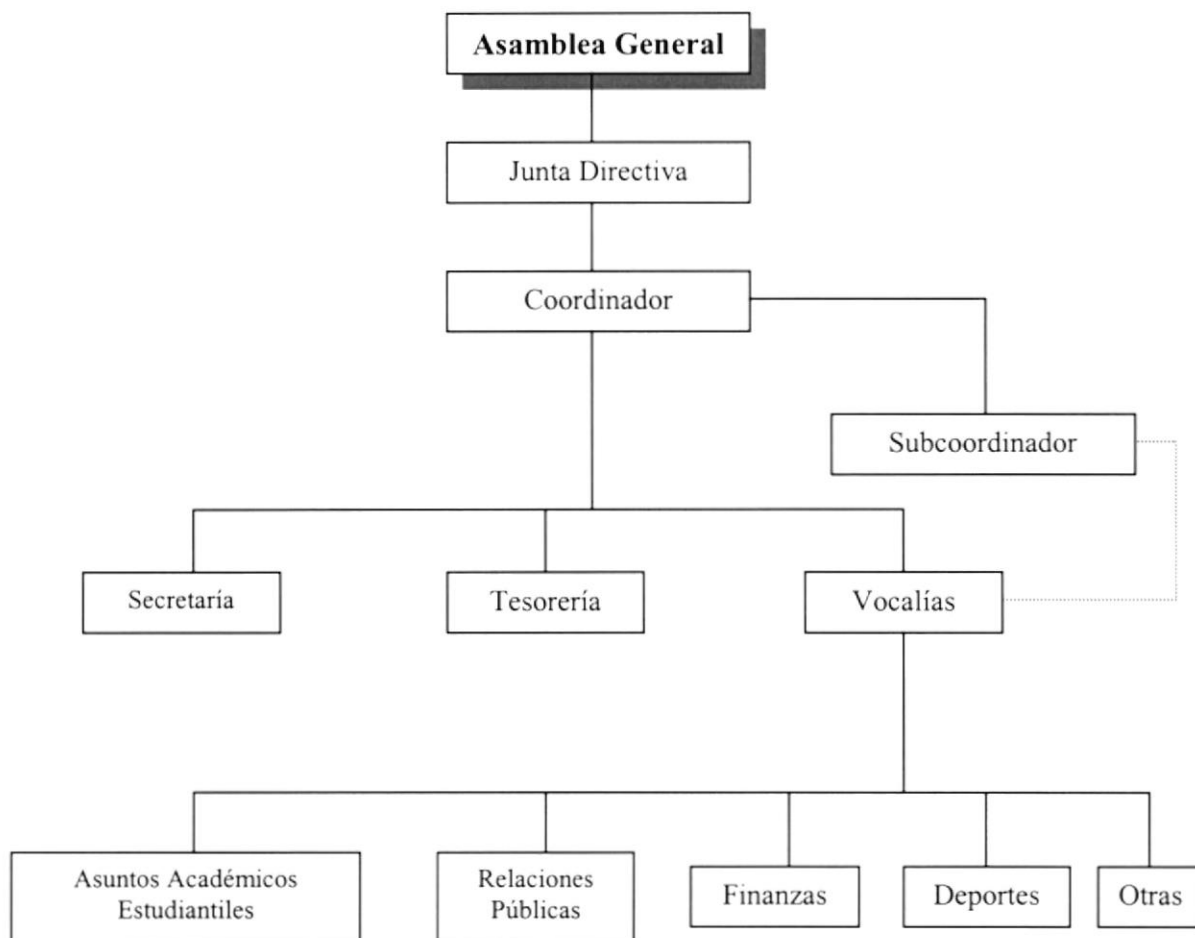 Asamblea General
Junta Directiva
Coordinador
Subcoordinador
Secretaría
Tesorería
Vocalías
Asuntos Académicos
Estudiantiles
Relaciones
Públicas
Finanzas
Deportes
Otras